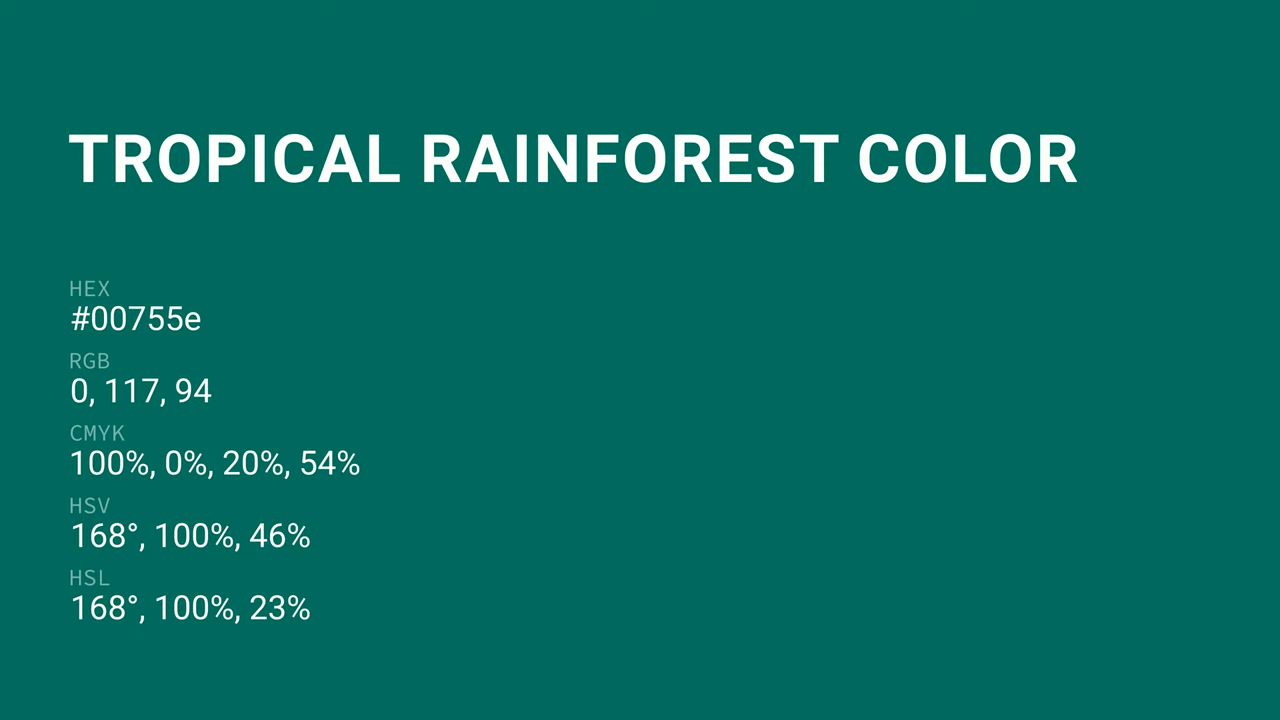 TROPICAL RAINFOREST COLOR
HEX
#00755e
RGB
0, 117, 94
CMYK
100%, 0%, 20%, 54%
HSV
168°, 100%, 46%
HSL
168°, 100%, 23%